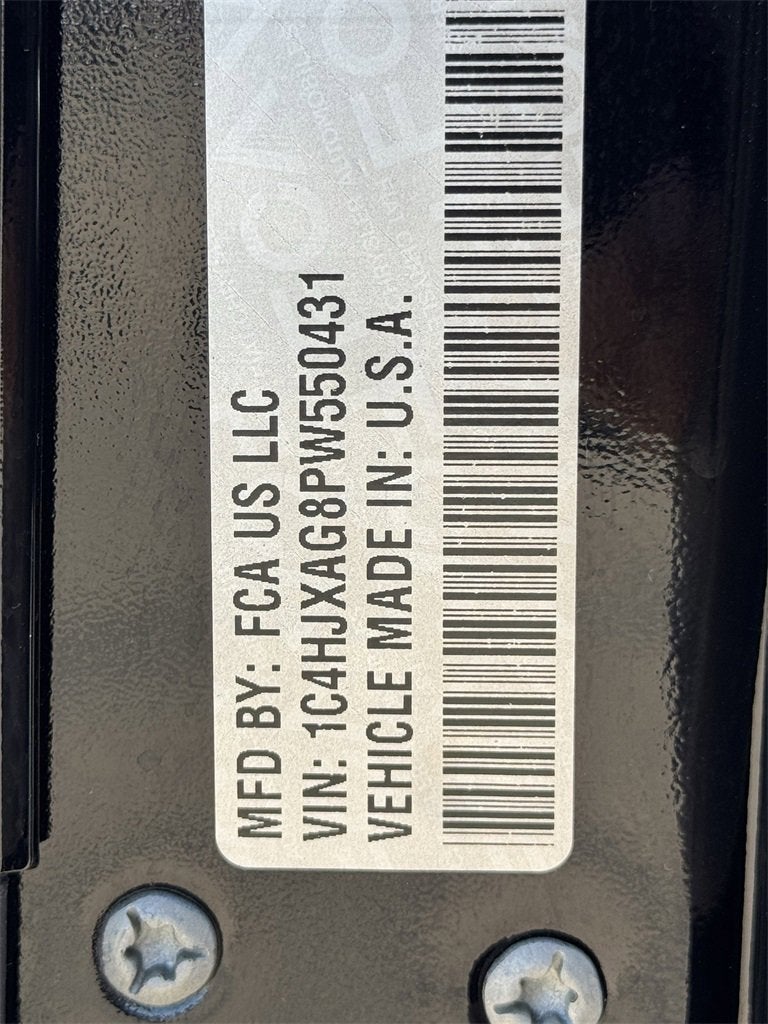 MFD BY: FCA US LLC
VIN: 1C4HJXAG8PW550431
VEHICLE MADE IN: U.S.A.